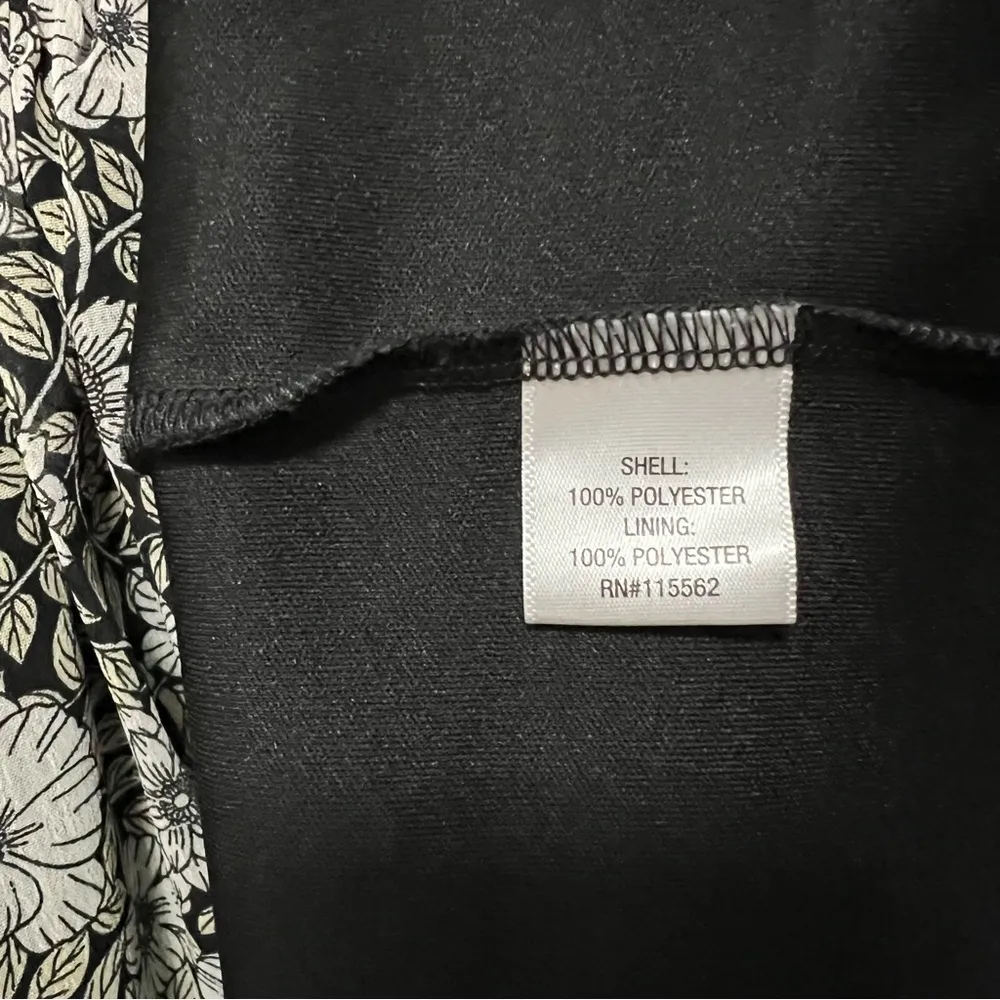 SHELL:
100% POLYESTER
LINING:
100% POLYESTER
RN#115562